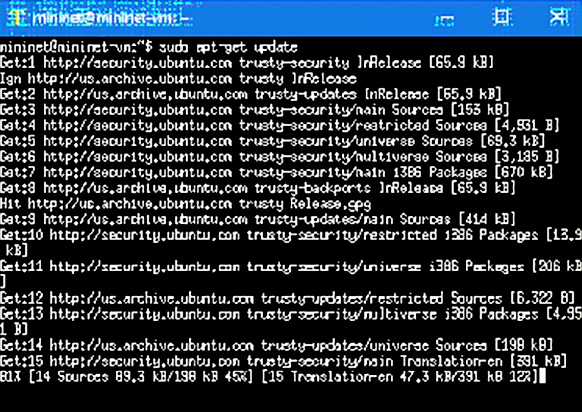 mininet@mininet-vm: ~
mininet@mininet-vm:~$ sudo apt-get update
Get:1 http://security.ubuntu.com trusty-security InRelease [65.9 kB]
Ign http://us.archive.ubuntu.com trusty InRelease
Get:2 http://us.archive.ubuntu.com trusty-updates InRelease [65.9 kB]
Get:3 http://security.ubuntu.com trusty-security/main Sources [153 kB]
Get:4 http://security.ubuntu.com trusty-security/restricted Sources [4,931 B]
Get:5 http://security.ubuntu.com trusty-security/universe Sources [69.3 kB]
Get:6 http://security.ubuntu.com trusty-security/multiverse Sources [3,185 B]
Get:7 http://security.ubuntu.com trusty-security/main i386 Packages [670 kB]
Get:8 http://us.archive.ubuntu.com trusty-backports InRelease [65.9 kB]
Hit http://us.archive.ubuntu.com trusty Release.gpg
Get:9 http://us.archive.ubuntu.com trusty-updates/main Sources [414 kB]
Get:10 http://security.ubuntu.com trusty-security/restricted i386 Packages [13.9
kB]
Get:11 http://security.ubuntu.com trusty-security/universe i386 Packages [206 kB
]
Get:12 http://us.archive.ubuntu.com trusty-updates/restricted Sources [6,322 B]
Get:13 http://security.ubuntu.com trusty-security/multiverse i386 Packages [4,95
1 B]
Get:14 http://us.archive.ubuntu.com trusty-updates/universe Sources [198 kB]
Get:15 http://security.ubuntu.com trusty-security/main Translation-en [391 kB]
81% [14 Sources 89.3 kB/198 kB 45%] [15 Translation-en 47.3 kB/391 kB 12%]